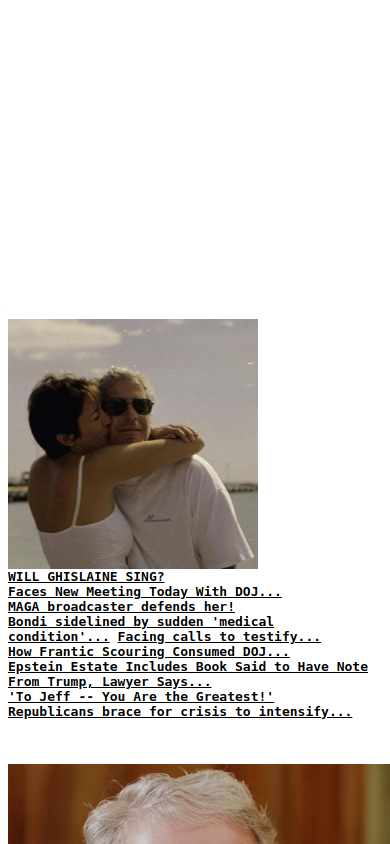 WILL GHISLAINE SING?
Faces New Meeting Today With DOJ...
MAGA broadcaster defends her!
Bondi sidelined by sudden 'medical
condition'... Facing calls to testify...
How Frantic Scouring Consumed DOJ...
Epstein Estate Includes Book Said to Have Note
From Trump, Lawyer Says...
'To Jeff -- You Are the Greatest!'
Republicans brace for crisis to intensify...